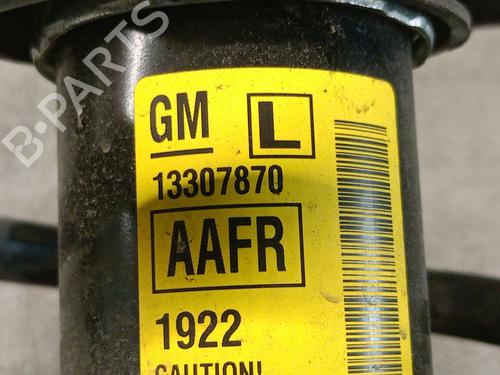 B-PARTS
GM L
13307870
AAFR
1922
CAUTION!